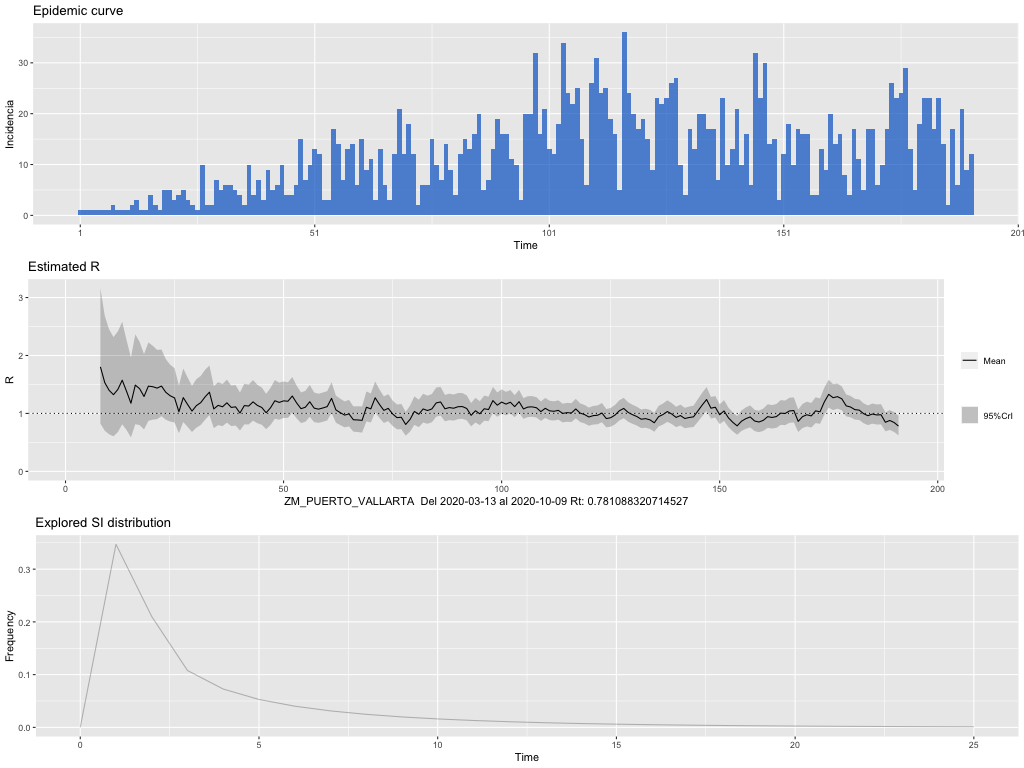 Epidemic curve
Incidencia
30
20
10
0
1
51
101
151
201
Time
Estimated R
R
3
2
1
0
0
50
100
150
200
ZM_PUERTO_VALLARTA Del 2020-03-13 al 2020-10-09 Rt: 0.781088320714527
Mean
95%CrI
Explored SI distribution
Frequency
0.3
0.2
0.1
0.0
0
5
10
15
20
25
Time